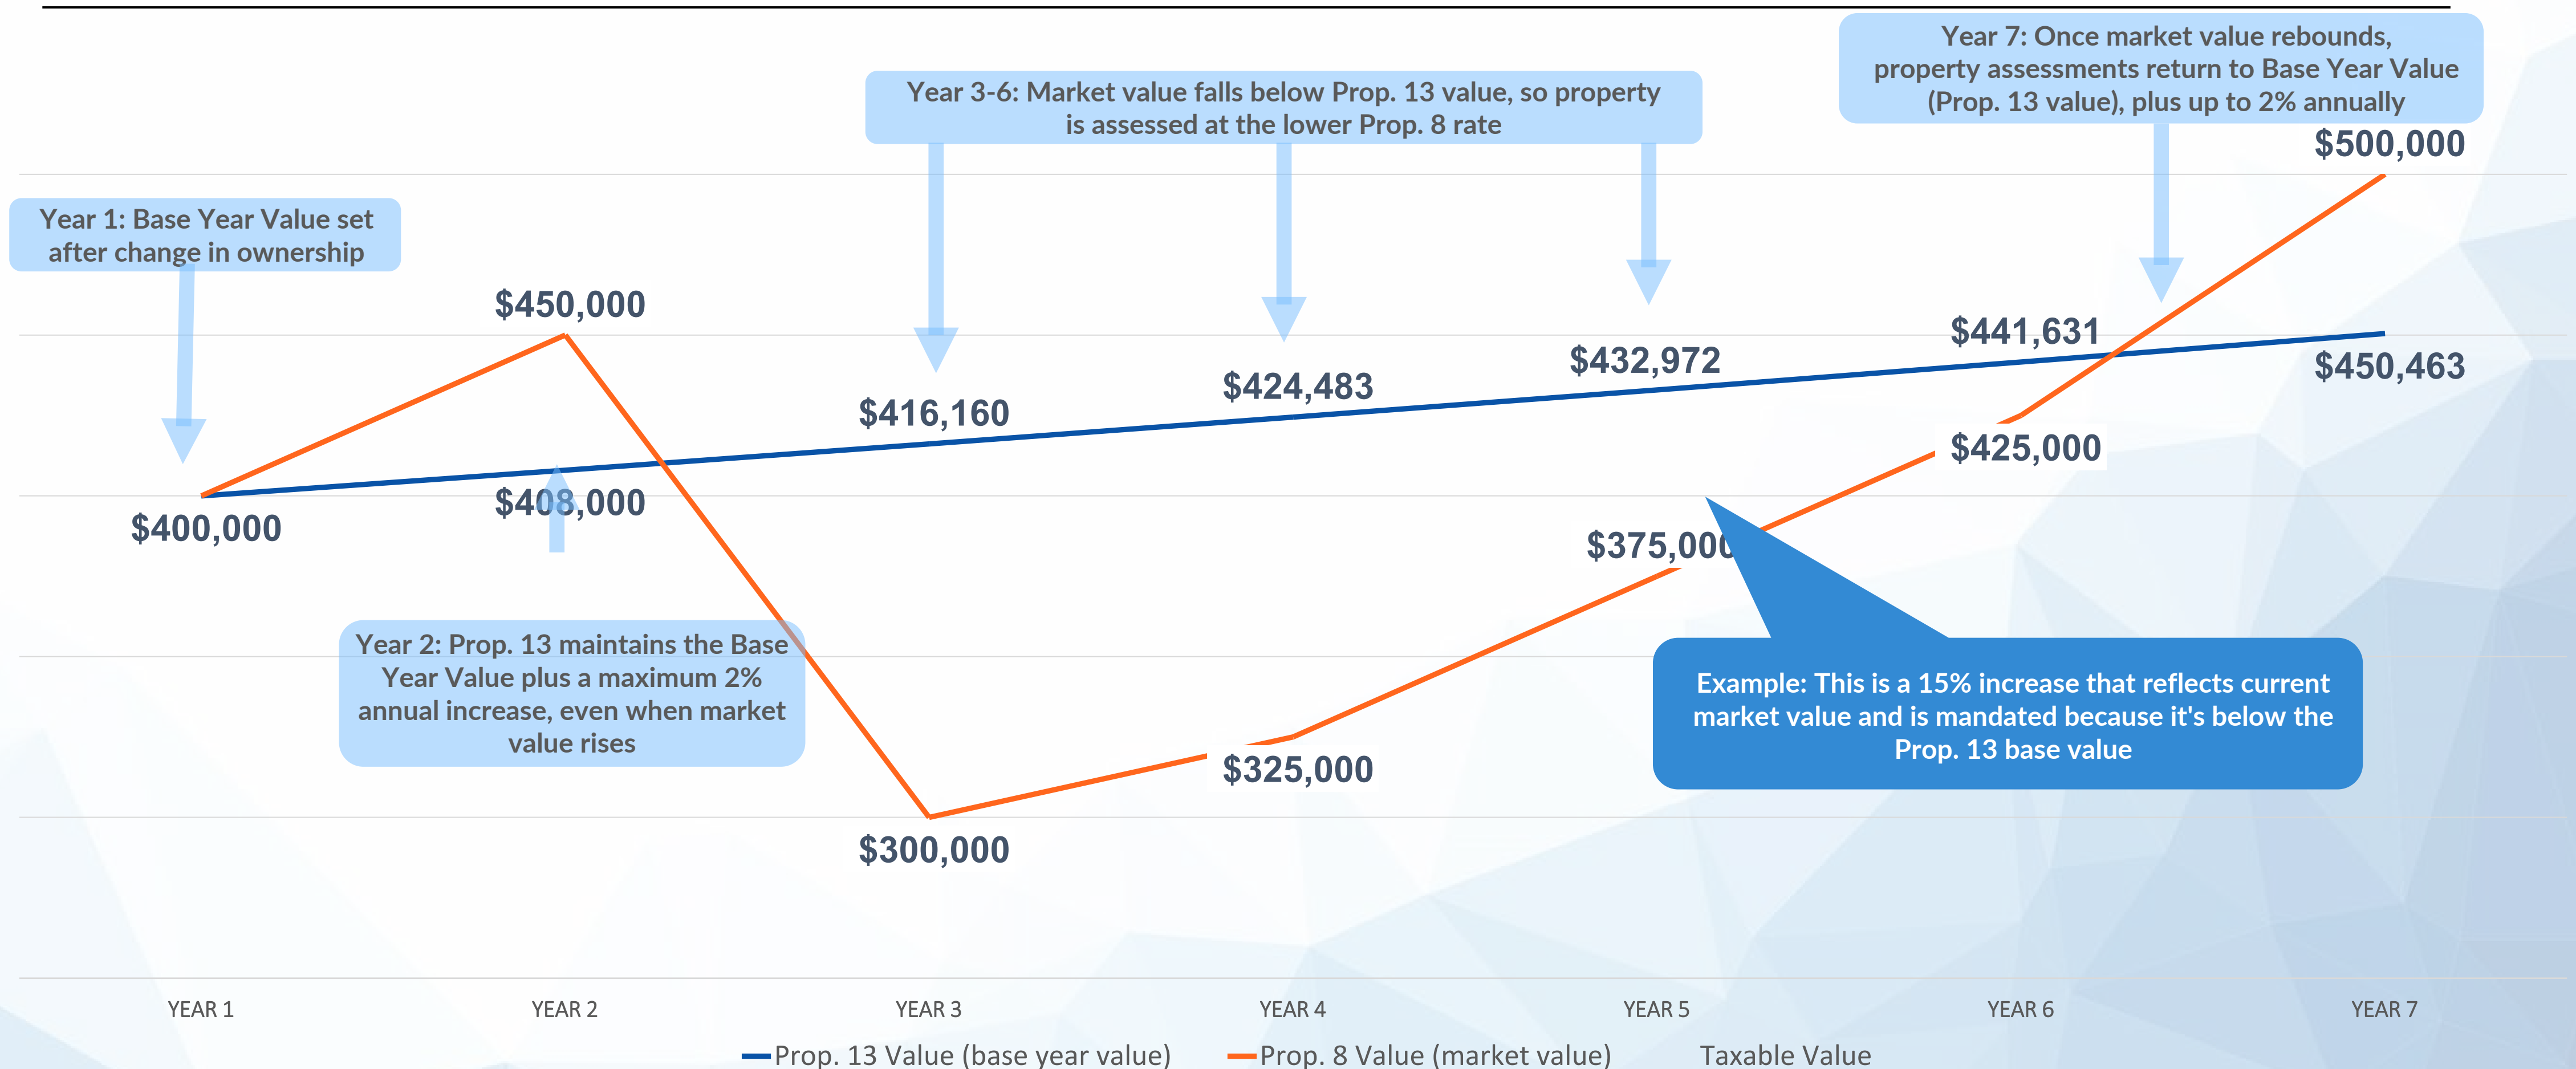 Year 7: Once market value rebounds,
property assessments return to Base Year Value
(Prop. 13 value), plus up to 2% annually
Year 3-6: Market value falls below Prop. 13 value, so property
is assessed at the lower Prop. 8 rate
$500,000
Year 1: Base Year Value set
after change in ownership
$450,000
$441,631
$432,972
$450,463
$424,483
$416,160
$425,000
$408,000
$400,000
$375,000
Year 2: Prop. 13 maintains the Base
Year Value plus a maximum 2%
annual increase, even when market
value rises
Example: This is a 15% increase that reflects current
market value and is mandated because it's below the
Prop. 13 base value
$325,000
$300,000
YEAR 1 YEAR 2 YEAR 3 YEAR 4 YEAR 5 YEAR 6 YEAR 7
Prop. 13 Value (base year value) Prop. 8 Value (market value) Taxable Value